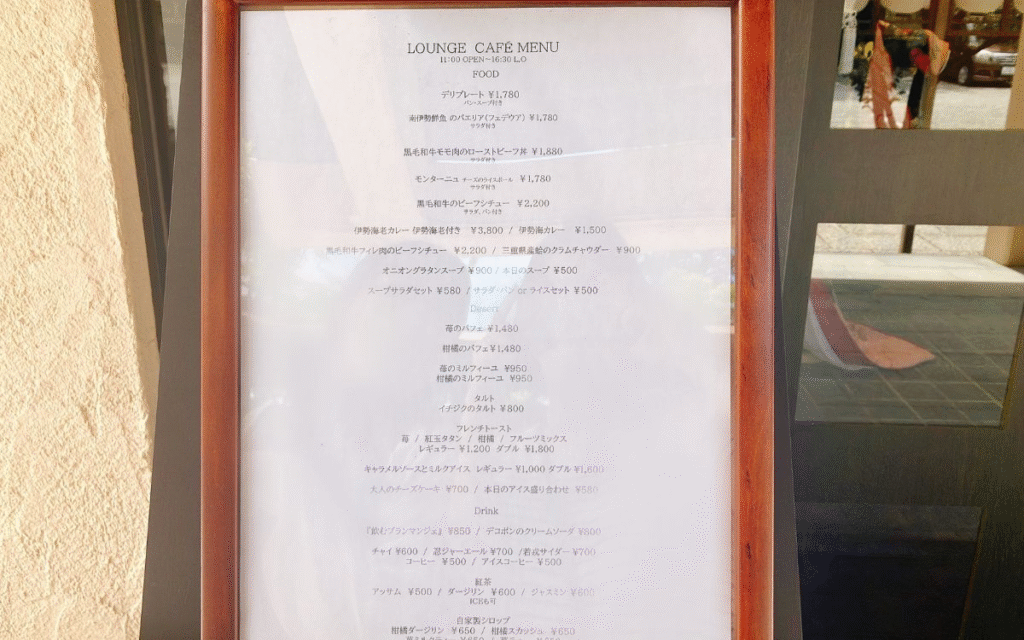 LOUNGE CAFÉ MENU
11:00 OPEN~16:30 L.O
FOOD
デリプレート ¥1,780
パン・スープ付き
南伊勢鮮魚 のパエリア(フェデウア) ¥1,780
サラダ付き
黒毛和牛モモ肉のローストビーフ丼 ¥1,880
サラダ付き
モンターニュ チーズのライスボール ¥1,780
サラダ付き
黒毛和牛のビーフシチュー ¥2,200
サラダ、パン付き
伊勢海老カレー 伊勢海老付き ¥3,800 / 伊勢海カレー ¥1,500
黒毛和牛フィレ肉のビーフシチュー ¥2,200 / 三重県産蛤のクラムチャウダー ¥900
オニオングラタンスープ ¥900 / 本日のスープ ¥500
スープサラダセット ¥580 / サラダ・パン or ライスセット ¥500
Desert
苺のパフェ ¥1,480
柑橘のパフェ¥1,480
苺のミルフィーユ ¥950
柑橘のミルフィーユ ¥950
タルト
イチジクのタルト ¥800
フレンチトースト
苺 / 紅玉タタン / 柑橘 / フルーツミックス
レギュラー ¥1,200 ダブル ¥1,800
キャラメルソースとミルクアイス レギュラー ¥1,000 ダブル ¥1,600
大人のチーズケーキ ¥700 / 本日のアイス盛り合わせ ¥580
Drink
『飲むブランマンジェ』 ¥850 / デコポンのクリームソーダ ¥800
チャイ ¥600 / 忍ジャーエール ¥700 /若戎サイダー ¥700
コーヒー ¥500 / アイスコーヒー ¥500
紅茶
アッサム ¥500 / ダージリン ¥600 / ジャスミン ¥600
ICEも可
自家製シロップ
柑橘ダージリン ¥650 / 柑橘スカッシュ ¥650